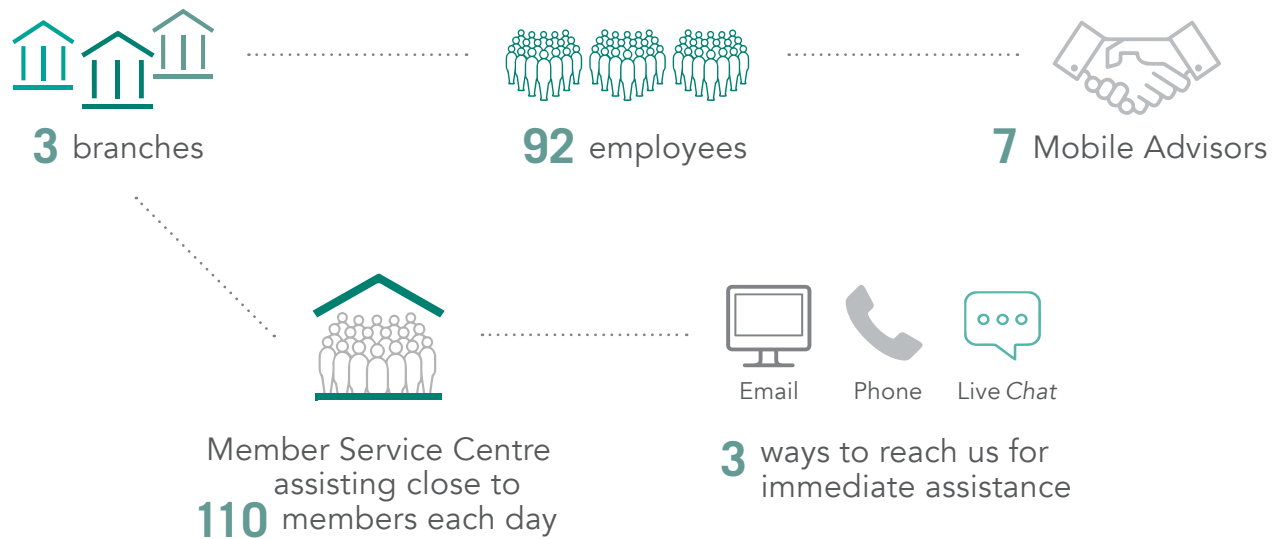 3 branches
92 employees
7 Mobile Advisors
Email
Phone
Live Chat
Member Service Centre
assisting close to
110 members each day
3 ways to reach us for
immediate assistance